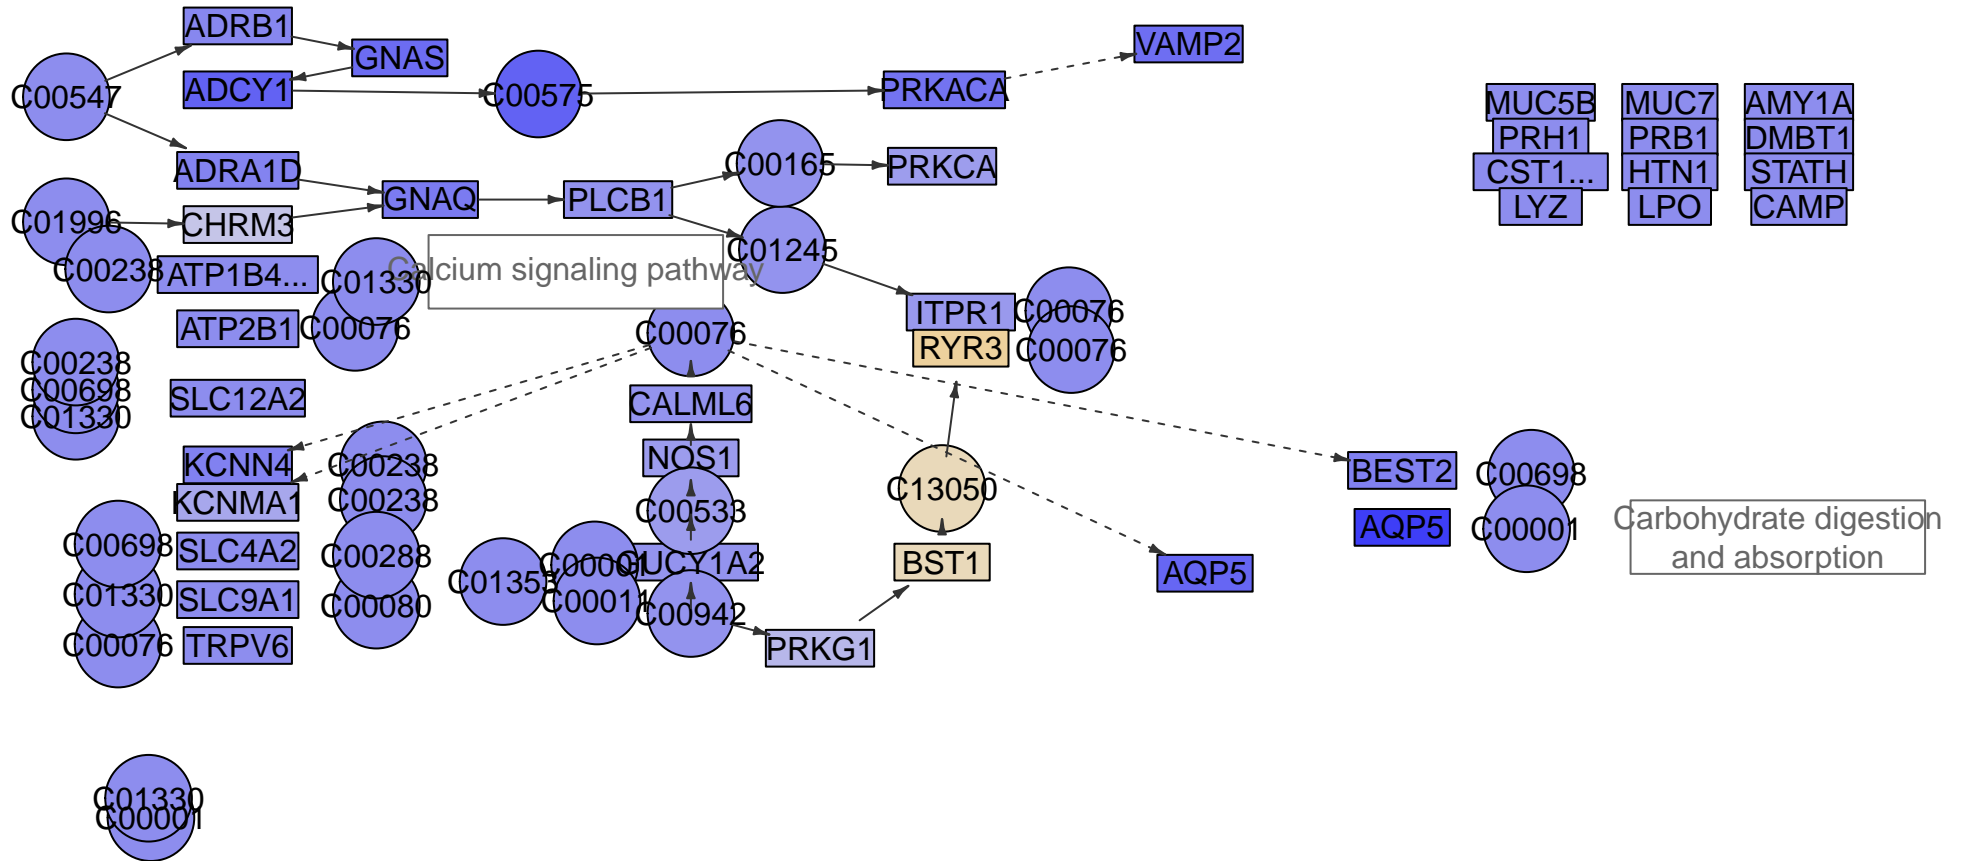 ADRB1
GNAS
VAMP2
C00547
ADCY1
C00575
PRKACA
MUC5B
MUC7
AMY1A
PRH1
PRB1
DMBT1
CST1...
HTN1
STATH
LYZ
LPO
CAMP
ADRA1D
GNAQ
PLCB1
C00165
PRKCA
C01996
CHRM3
C01245
C00238
ATP1B4...
C01330
Calcium signaling pathway
ATP2B1
C00076
C00076
ITPR1
C00076
RYR3
C00076
C00238
C00698
C01330
SLC12A2
CALML6
KCNN4
C00238
NOS1
KCNMA1
C00238
C00533
C13050
BEST2
C00698
AQP5
C00001
Carbohydrate digestion
and absorption
C00698
SLC4A2
C00288
C01353
C00001
GUCY1A2
BST1
AQP5
C01330
SLC9A1
C00080
C00011
C00942
C00076
TRPV6
PRKG1
C01330
C00001